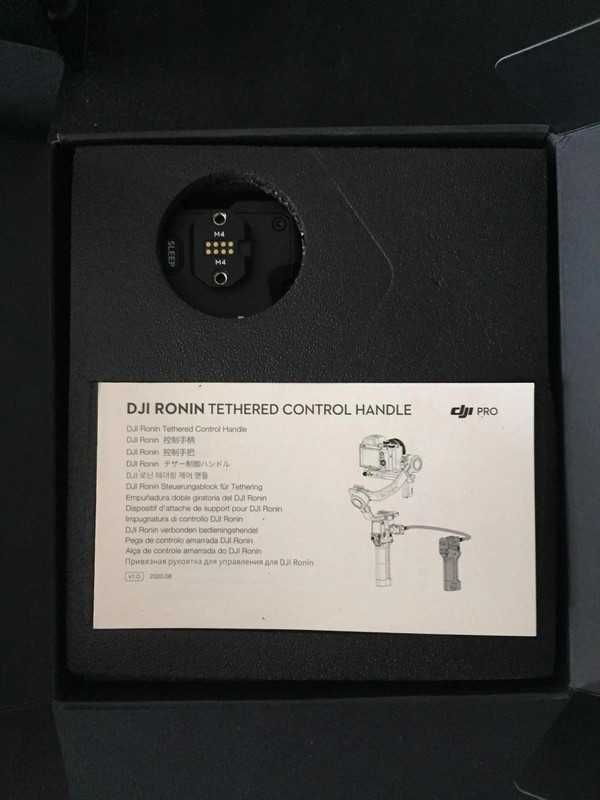 M4
SLEEP
M4
DJI RONIN TETHERED CONTROL HANDLE
dji PRO
DJI Ronin Tethered Control Handle
DJI Ronin 控制手柄
DJI Ronin 控制手把
DJI Ronin テザー制御ハンドル
DJI 로닌 테더링 제어 핸들
DJI Ronin Steuerungsblock für Tethering
Empuñadura doble giratoria del DJI Ronin
Dispositif d'attache de support pour DJI Ronin
Impugnatura di controllo DJI Ronin
DJI Ronin verbonden bedieningshendel
Pega de controlo amarrada DJI Ronin
Alça de controle amarrada do DJI Ronin
Привязная рукоятка для управления для DJI Ronin
V1.0 2020.08